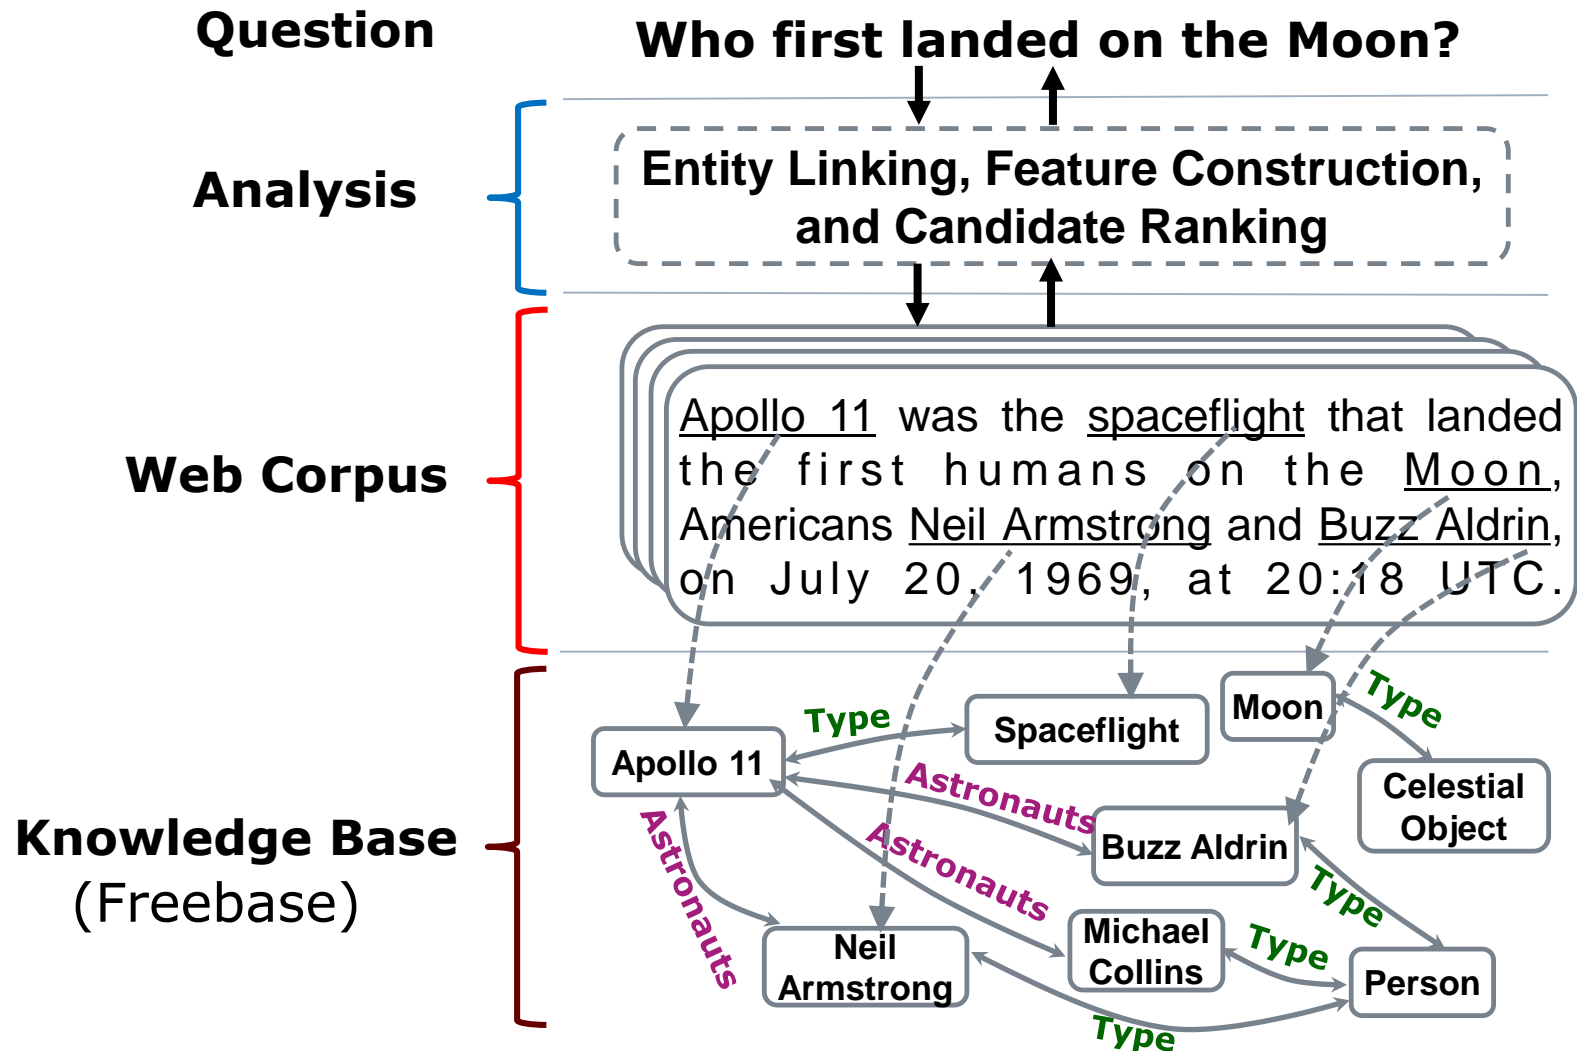 Question
Who first landed on the Moon?
Analysis
Entity Linking, Feature Construction,
and Candidate Ranking
Web Corpus
Apollo 11 was the spaceflight that landed
the first humans on the Moon,
Americans Neil Armstrong and Buzz Aldrin,
on July 20, 1969, at 20:18 UTC.
Knowledge Base
(Freebase)
Apollo 11
Type
Spaceflight
Moon
Type
Celestial
Object
Astronauts
Astronauts
Astronauts
Buzz Aldrin
Type
Neil
Armstrong
Michael
Collins
Type
Person
Type